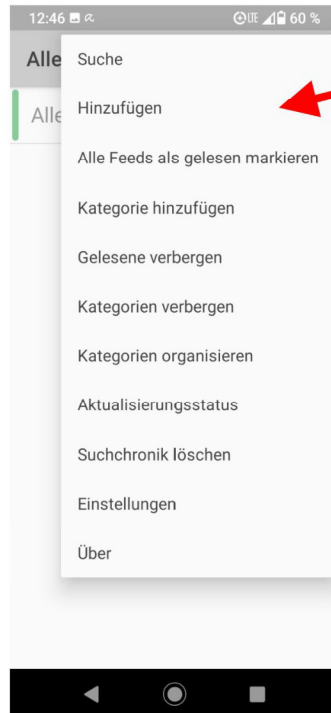 12:46 LTE 60 %
Alle
Suche
Alle
Hinzufügen
Alle Feeds als gelesen markieren
Kategorie hinzufügen
Gelesene verbergen
Kategorien verbergen
Kategorien organisieren
Aktualisierungsstatus
Suchchronik löschen
Einstellungen
Über